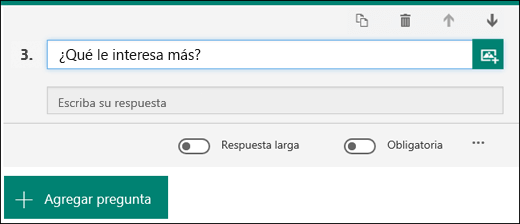 3. ¿Qué le interesa más?
Escriba su respuesta
Respuesta larga Obligatoria ...
Agregar pregunta